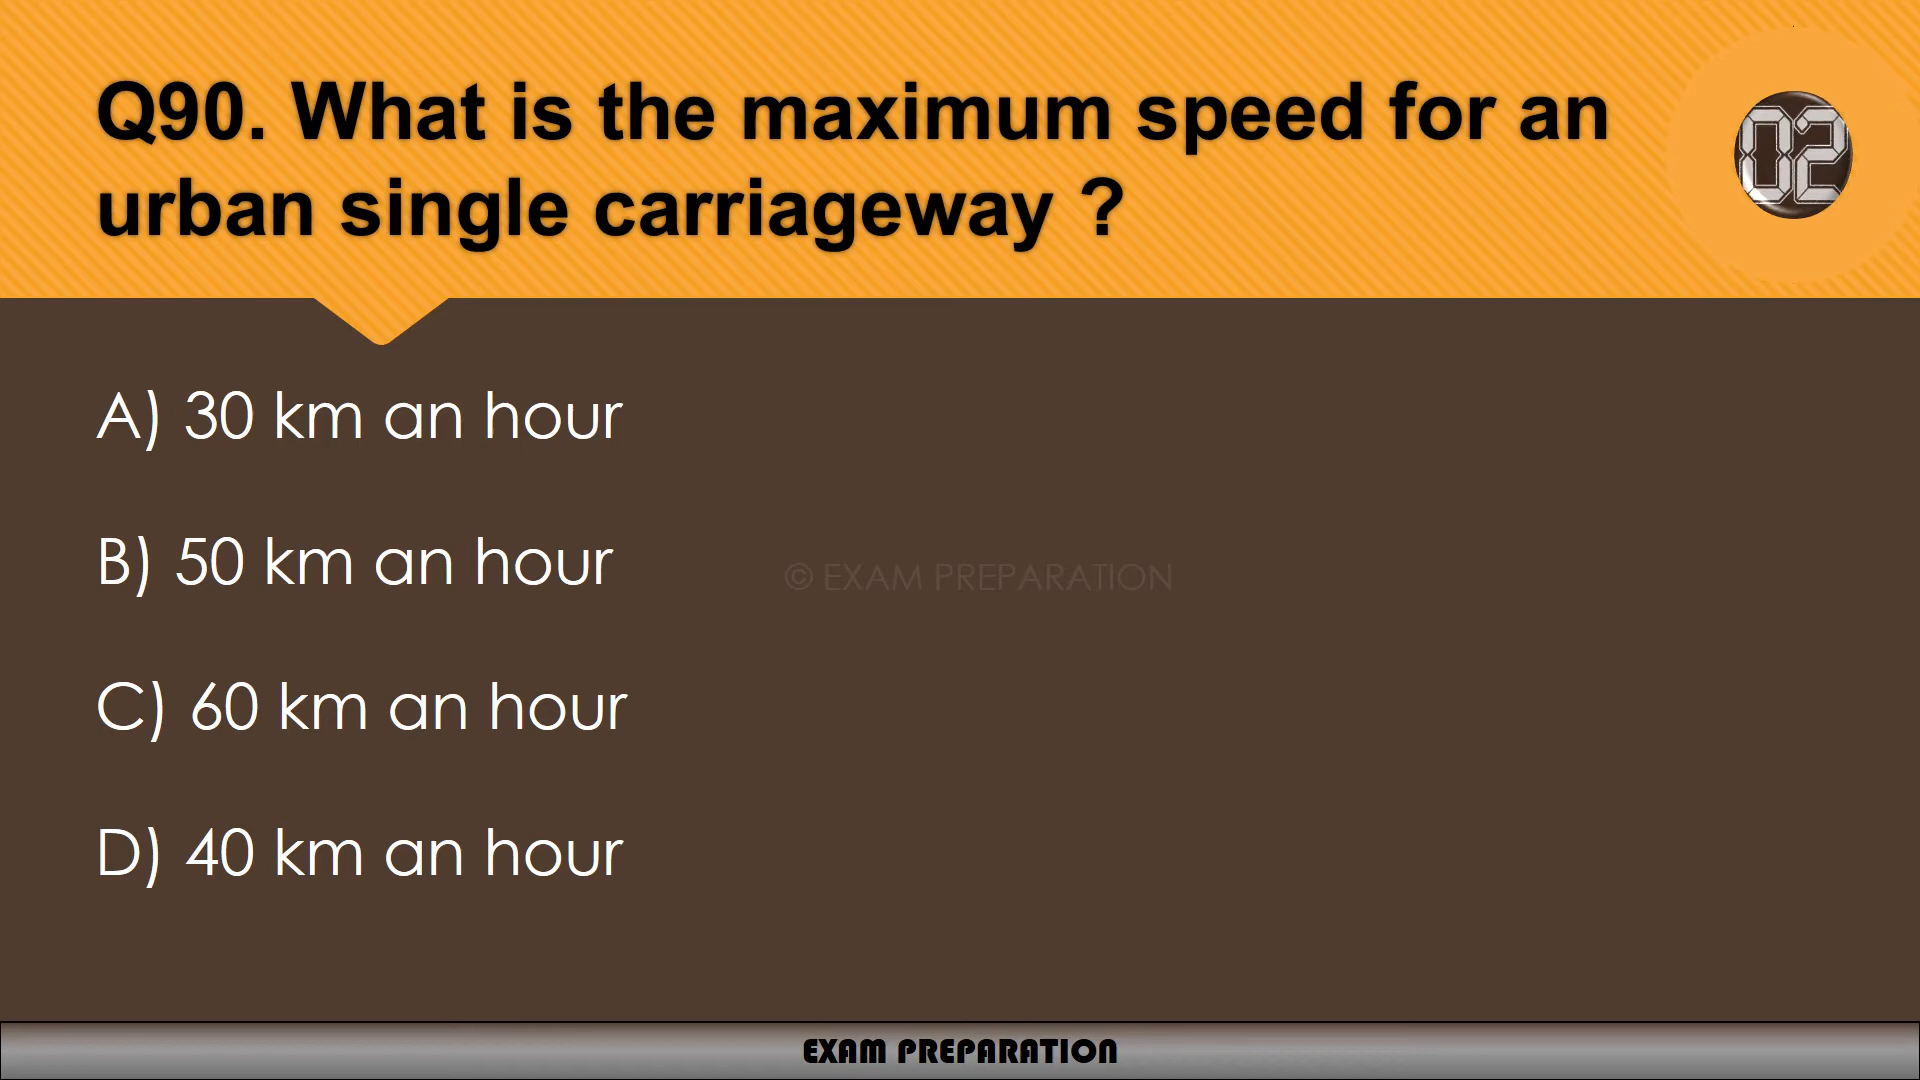 Q90. What is the maximum speed for an
urban single carriageway ?
02
A) 30 km an hour
B) 50 km an hour
© EXAM PREPARATION
C) 60 km an hour
D) 40 km an hour
EXAM PREPARATION